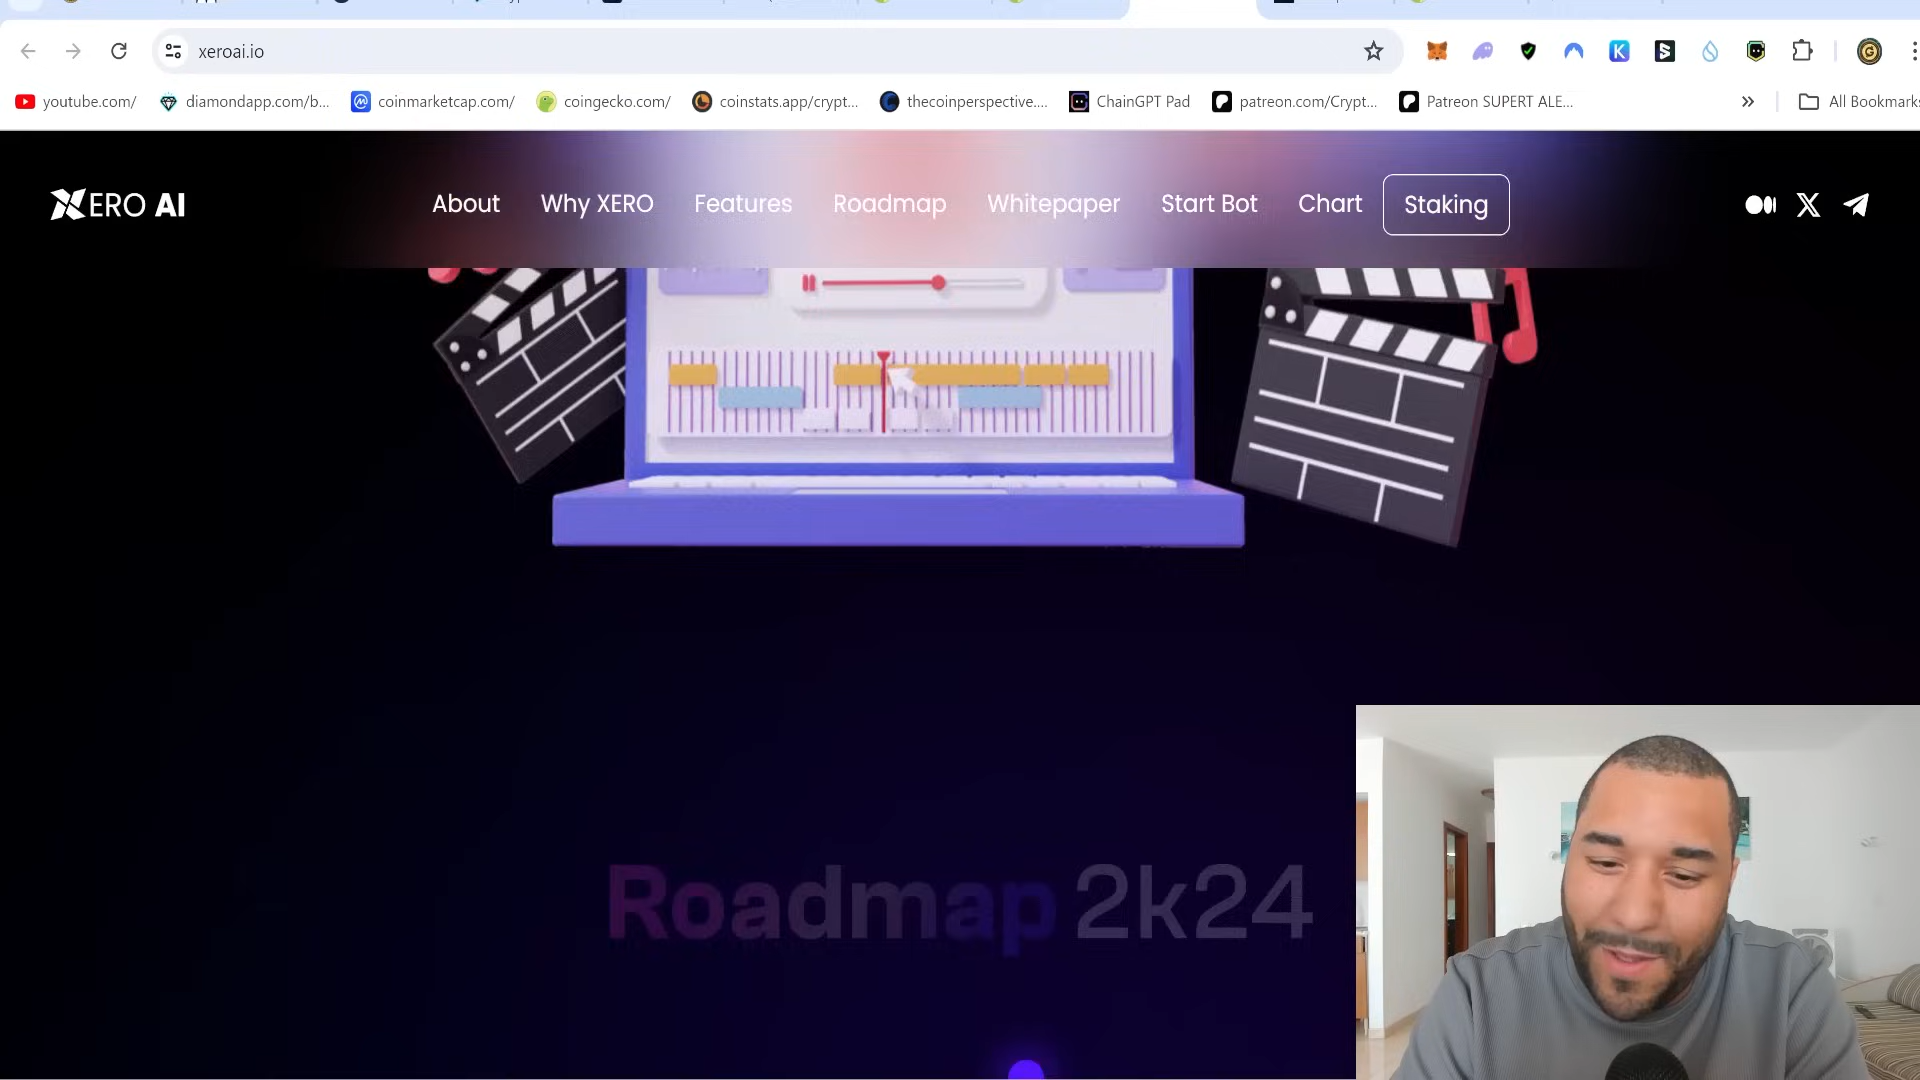 xeroai.io
youtube.com/
diamondapp.com/b...
coinmarketcap.com/
coingecko.com/
coinstats.app/crypt...
thecoinperspective....
ChainGPT Pad
patreon.com/Crypt...
Patreon SUPERT ALE...
All Bookmarks
XERO AI
About
Why XERO
Features
Roadmap
Whitepaper
Start Bot
Chart
Staking
Roadmap 2k24